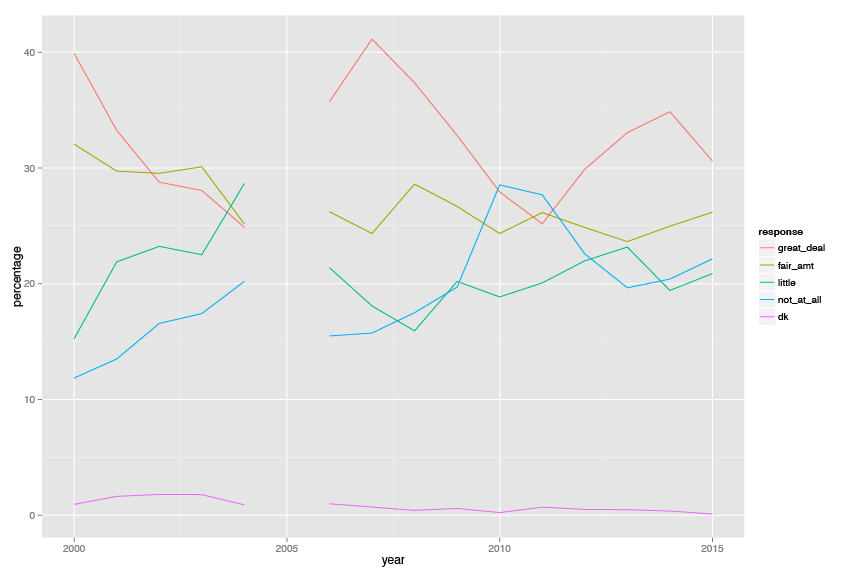 40
30
20
10
0
percentage
2000
2005
2010
2015
year
response
great_deal
fair_amt
little
not_at_all
dk